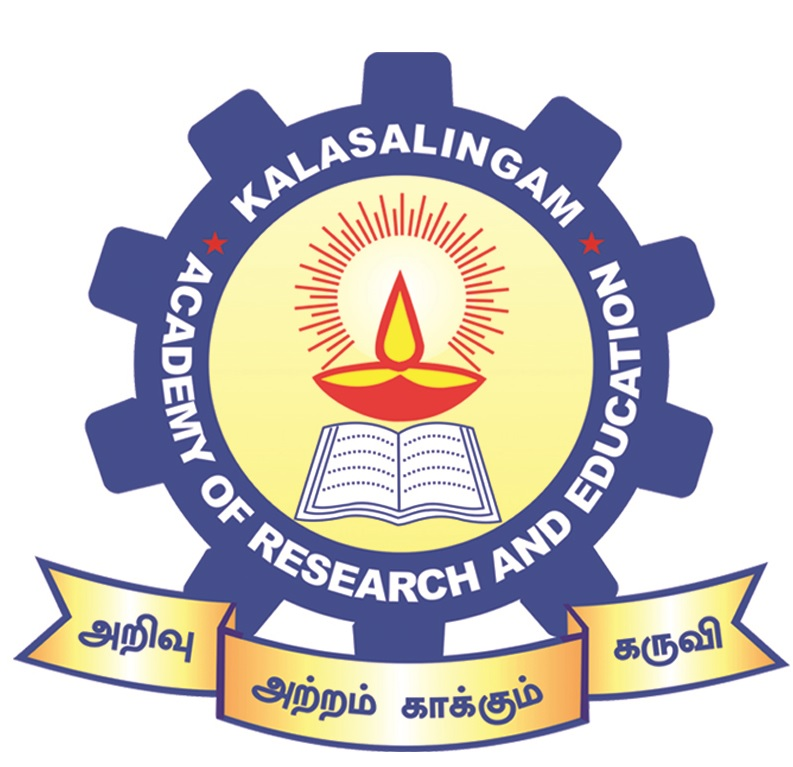 KALASALINGAM
ACADEMY OF RESEARCH AND EDUCATION
அறிவு
அற்றம் காக்கும்
கருவி